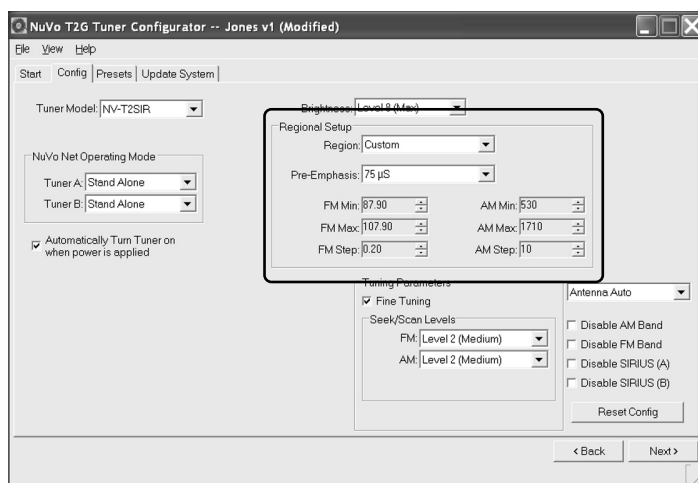 NuVo T2G Tuner Configurator -- Jones v1 (Modified)
File View Help
Start Config Presets Update System
Tuner Model: NV-T2SIR
Brightness: Level 8 (Max)
NuVo Net Operating Mode
Tuner A: Stand Alone
Tuner B: Stand Alone
Automatically Turn Tuner on
when power is applied
Regional Setup
Region: Custom
Pre-Emphasis: 75 µS
FM Min: 87.90 AM Min: 530
FM Max: 107.90 AM Max: 1710
FM Step: 0.20 AM Step: 10
Tuning Parameters
Fine Tuning
Seek/Scan Levels
FM: Level 2 (Medium)
AM: Level 2 (Medium)
Antenna Auto
Disable AM Band
Disable FM Band
Disable SIRIUS (A)
Disable SIRIUS (B)
Reset Config
< Back Next >